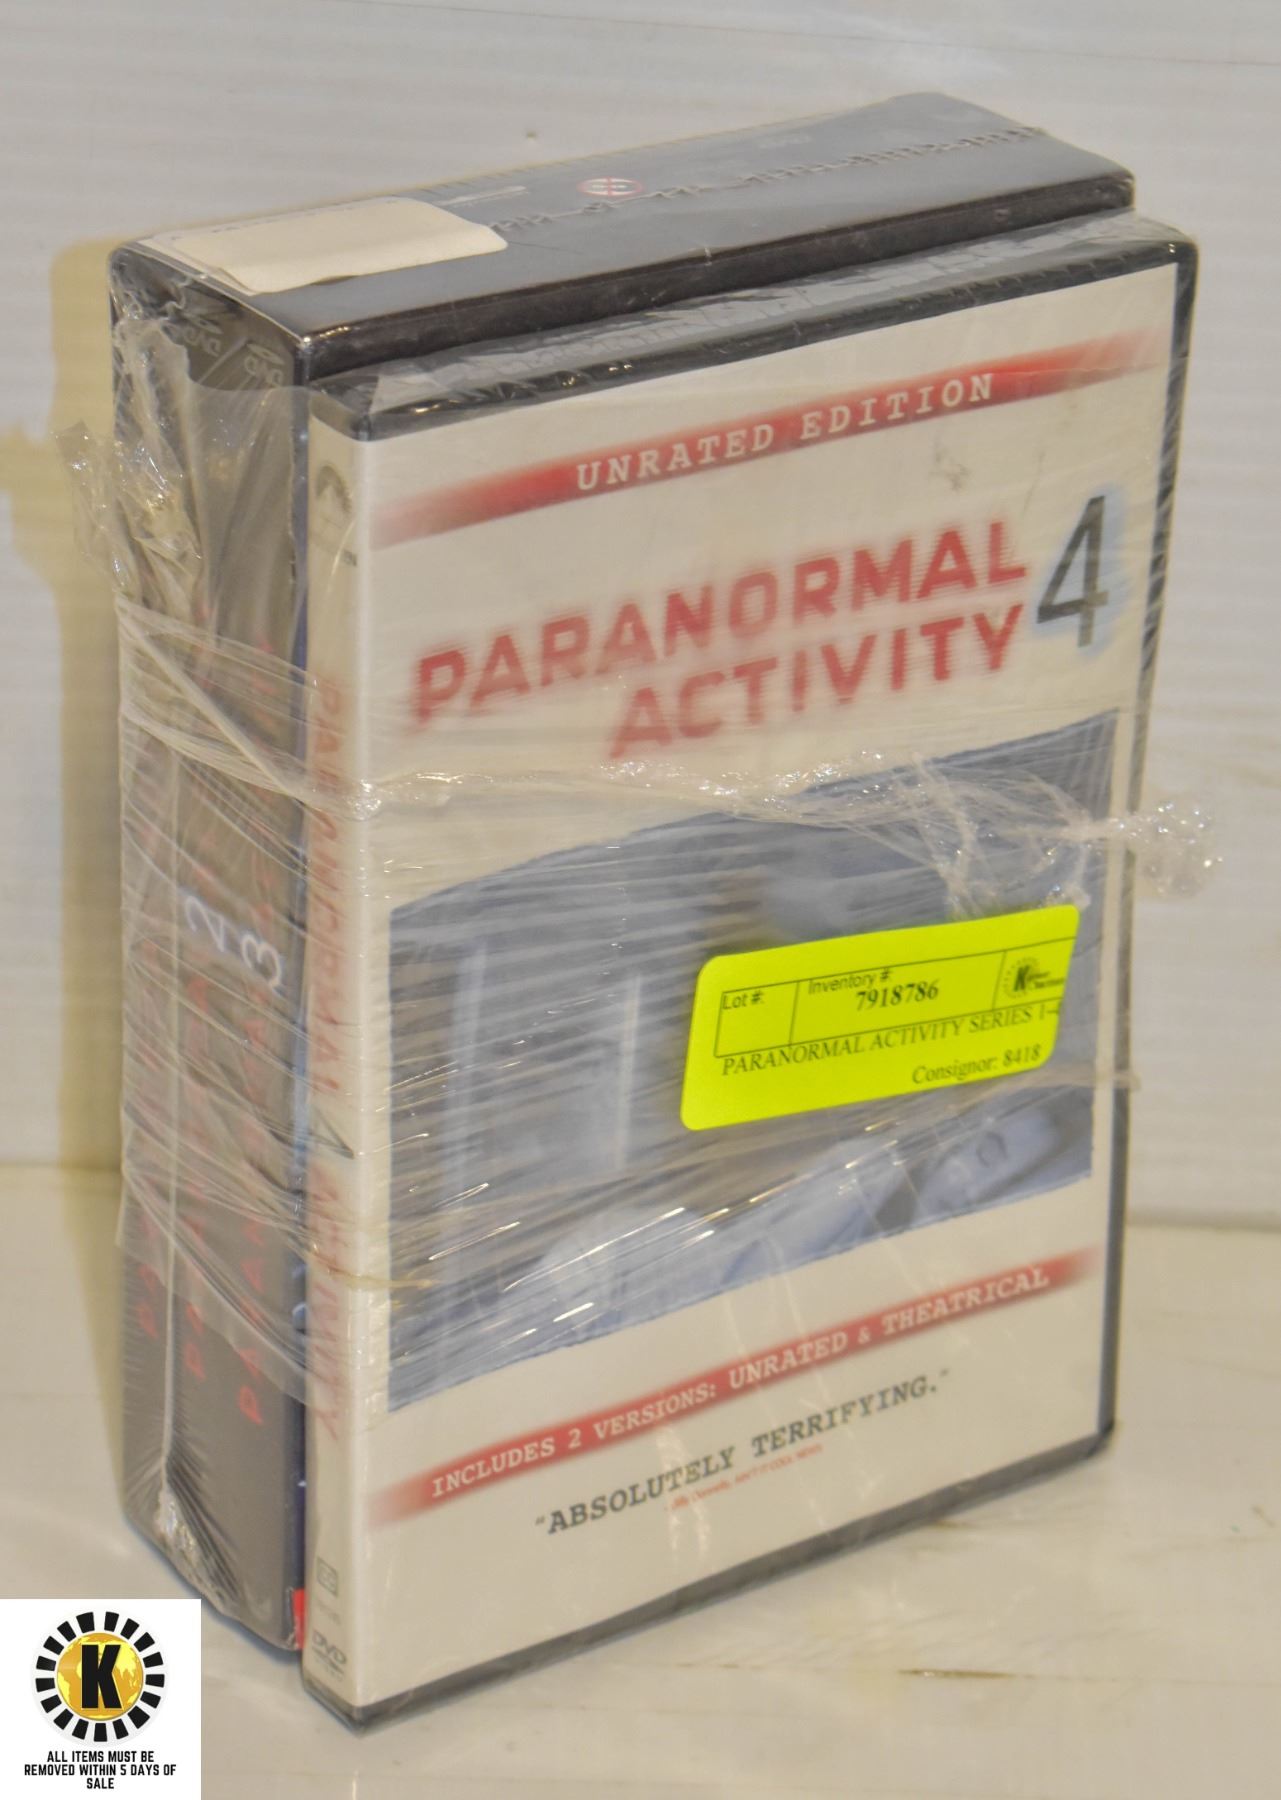 UNRATED EDITION
PARANORMAL
ACTIVITY 4
PARANORMAL ACTIVITY 4
2
3
Lot #:
Inventory #:
7918786
PARANORMAL ACTIVITY SERIES 1-4
Consignor: 8418
INCLUDES 2 VERSIONS: UNRATED & THEATRICAL
"ABSOLUTELY TERRIFYING."
DVD
K
ALL ITEMS MUST BE
REMOVED WITHIN 5 DAYS OF
SALE